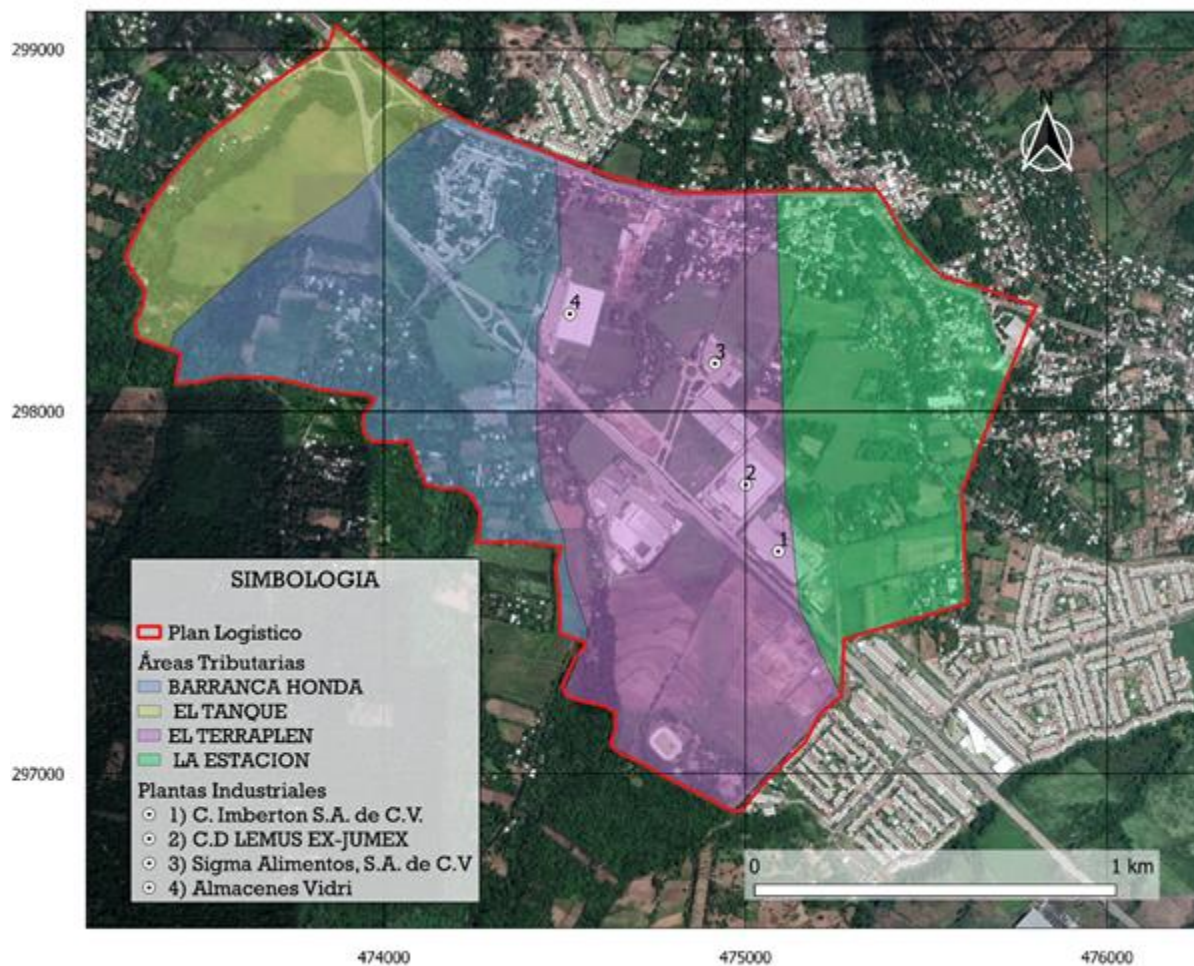 299000
N
4
3
298000
2
1
SIMBOLOGIA
Plan Logistico
Áreas Tributarias
BARRANCA HONDA
EL TANQUE
EL TERRAPLEN
LA ESTACION
297000
Plantas Industriales
1) C. Imberton S.A. de C.V.
2) C.D LEMUS EX-JUMEX
3) Sigma Alimentos, S.A. de C.V
4) Almacenes Vidri
0 1 km
474000 475000 476000